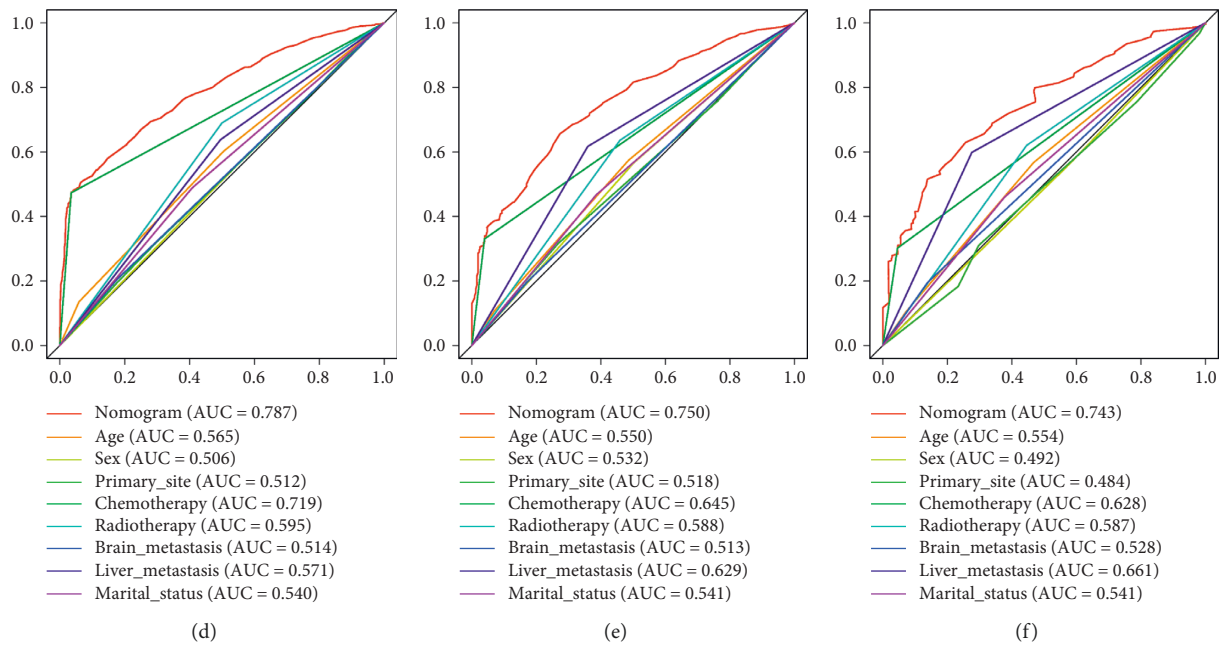 1.0
0.8
0.6
0.4
0.2
0.0
0.0 0.2 0.4 0.6 0.8 1.0
Nomogram (AUC = 0.787)
Age (AUC = 0.565)
Sex (AUC = 0.506)
Primary_site (AUC = 0.512)
Chemotherapy (AUC = 0.719)
Radiotherapy (AUC = 0.595)
Brain_metastasis (AUC = 0.514)
Liver_metastasis (AUC = 0.571)
Marital_status (AUC = 0.540)
(d)
1.0
0.8
0.6
0.4
0.2
0.0
0.0 0.2 0.4 0.6 0.8 1.0
Nomogram (AUC = 0.750)
Age (AUC = 0.550)
Sex (AUC = 0.532)
Primary_site (AUC = 0.518)
Chemotherapy (AUC = 0.645)
Radiotherapy (AUC = 0.588)
Brain_metastasis (AUC = 0.513)
Liver_metastasis (AUC = 0.629)
Marital_status (AUC = 0.541)
(e)
1.0
0.8
0.6
0.4
0.2
0.0
0.0 0.2 0.4 0.6 0.8 1.0
Nomogram (AUC = 0.743)
Age (AUC = 0.554)
Sex (AUC = 0.492)
Primary_site (AUC = 0.484)
Chemotherapy (AUC = 0.628)
Radiotherapy (AUC = 0.587)
Brain_metastasis (AUC = 0.528)
Liver_metastasis (AUC = 0.661)
Marital_status (AUC = 0.541)
(f)